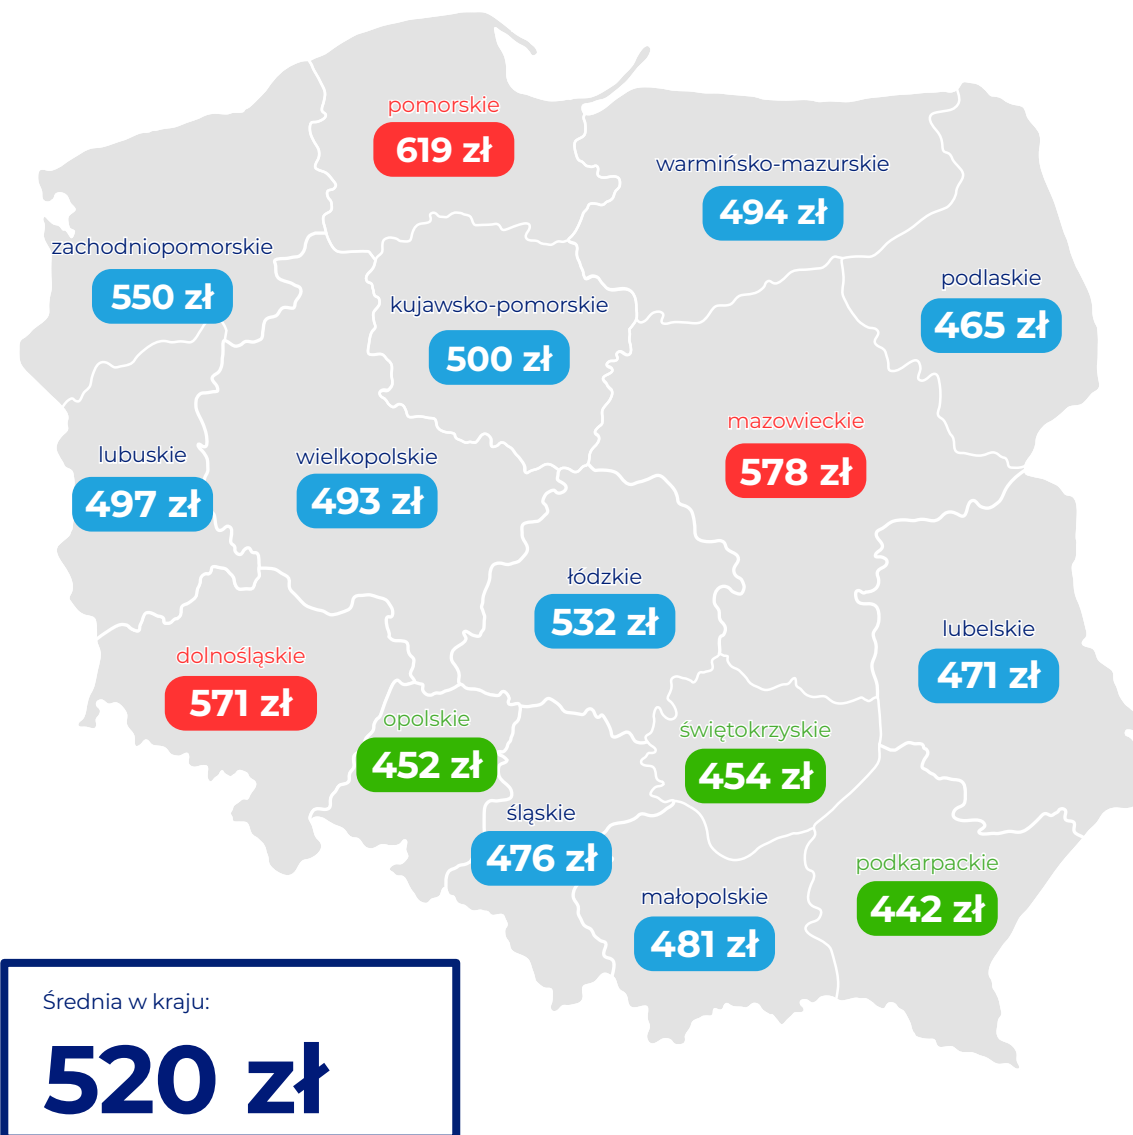 pomorskie
619 zł
warmińsko-mazurskie
494 zł
zachodniopomorskie
550 zł
podlaskie
465 zł
kujawsko-pomorskie
500 zł
mazowieckie
578 zł
lubuskie
497 zł
wielkopolskie
493 zł
łódzkie
532 zł
lubelskie
471 zł
dolnośląskie
571 zł
opolskie
452 zł
świętokrzyskie
454 zł
śląskie
476 zł
podkarpackie
442 zł
małopolskie
481 zł
Średnia w kraju:
520 zł